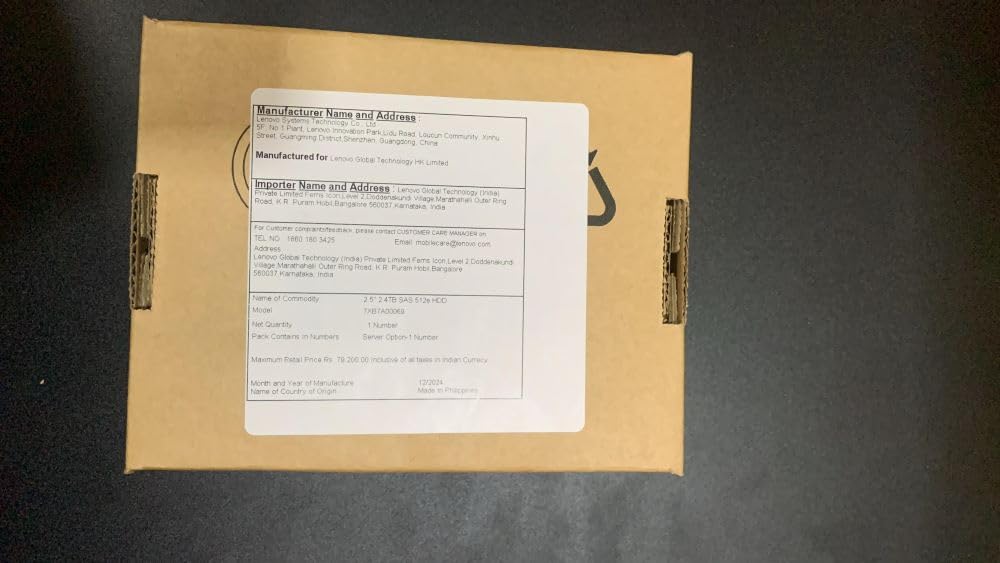 Manufacturer Name and Address :
Lenovo Systems Technology Co., Ltd
5F, No 1 Plant, Lenovo Innovation Park,Lidu Road, Loucun Community, Xinhu
Street, Guangming District,Shenzhen, Guangdong, China
Manufactured for Lenovo Global Technology HK Limited
Importer Name and Address : Lenovo Global Technology (India)
Private Limited Ferns Icon,Level 2,Doddenakundi Village,Marathahalli Outer Ring
Road, K.R. Puram Hobli,Bangalore 560037,Karnataka, India
For Customer complaints/feedback, please contact CUSTOMER CARE MANAGER on
TEL NO. 1860 180 3425 Email mobilecare@lenovo.com
Address
Lenovo Global Technology (India) Private Limited Ferns Icon,Level 2,Doddenakundi
Village,Marathahalli Outer Ring Road, K.R. Puram Hobli,Bangalore
560037 Karnataka, India
Name of Commodity 2.5" 2.4TB SAS 512e HDD
Model 7XB7A00069
Net Quantity 1 Number
Pack Contains in Numbers Server Option-1 Number
Maximum Retail Price Rs. 79,200.00 Inclusive of all taxes in Indian Currecy
Month and Year of Manufacture 12/2024
Name of Country of Origin Made in Philippines